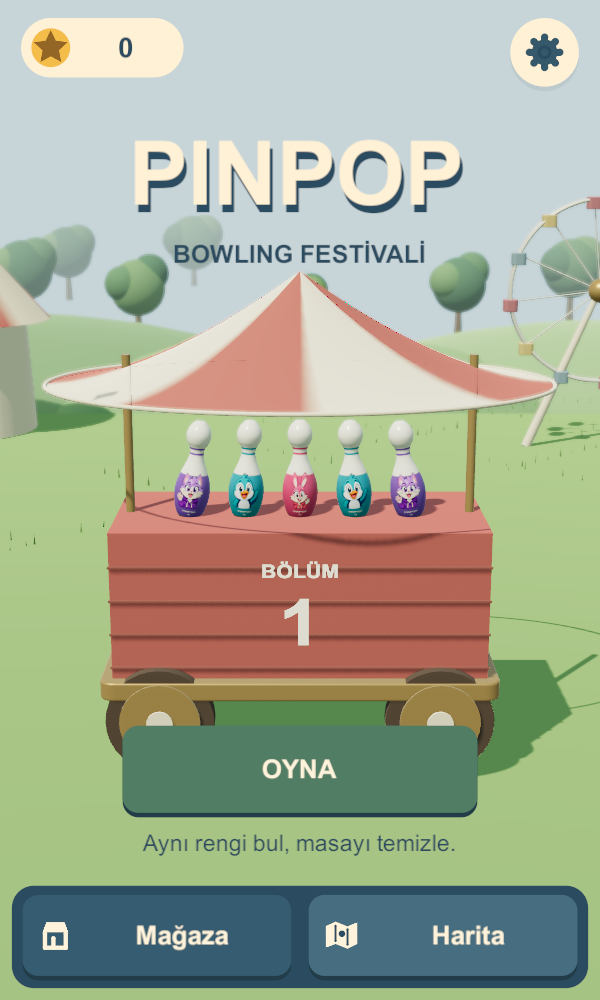 0
PINPOP
BOWLING FESTİVALİ
BÖLÜM
1
OYNA
Aynı rengi bul, masayı temizle.
Mağaza
Harita